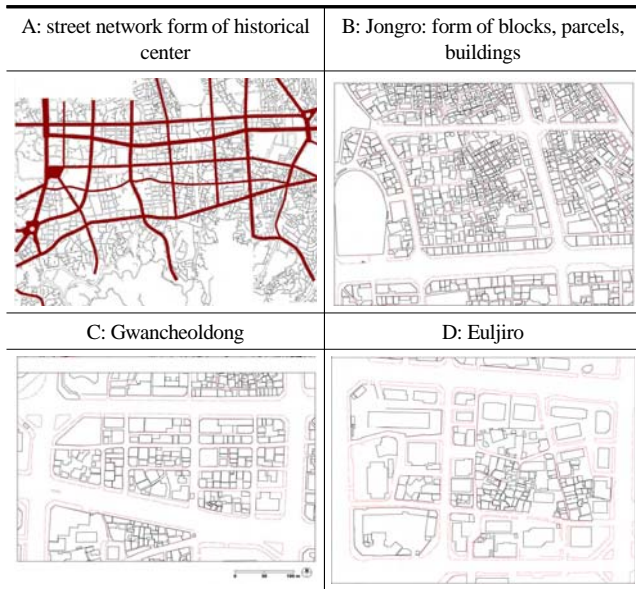 A: street network form of historical
center
B: Jongro: form of blocks, parcels,
buildings
C: Gwancheoldong
D: Euljiro